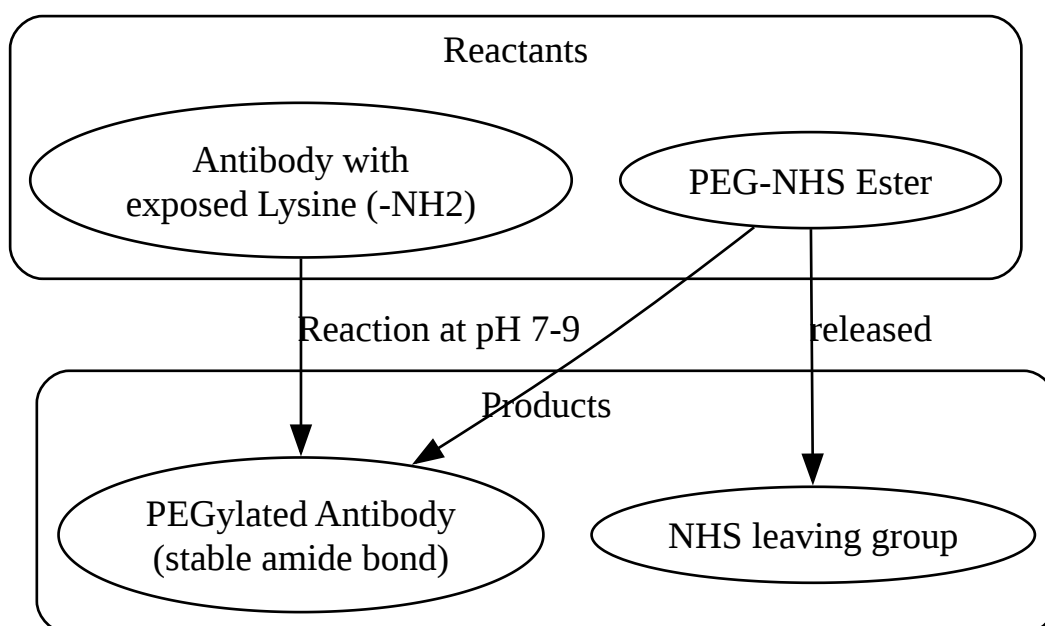 Reactants
Antibody with
exposed Lysine (-NH2)
PEG-NHS Ester
Reaction at pH 7-9
released
Products
PEGylated Antibody
(stable amide bond)
NHS leaving group